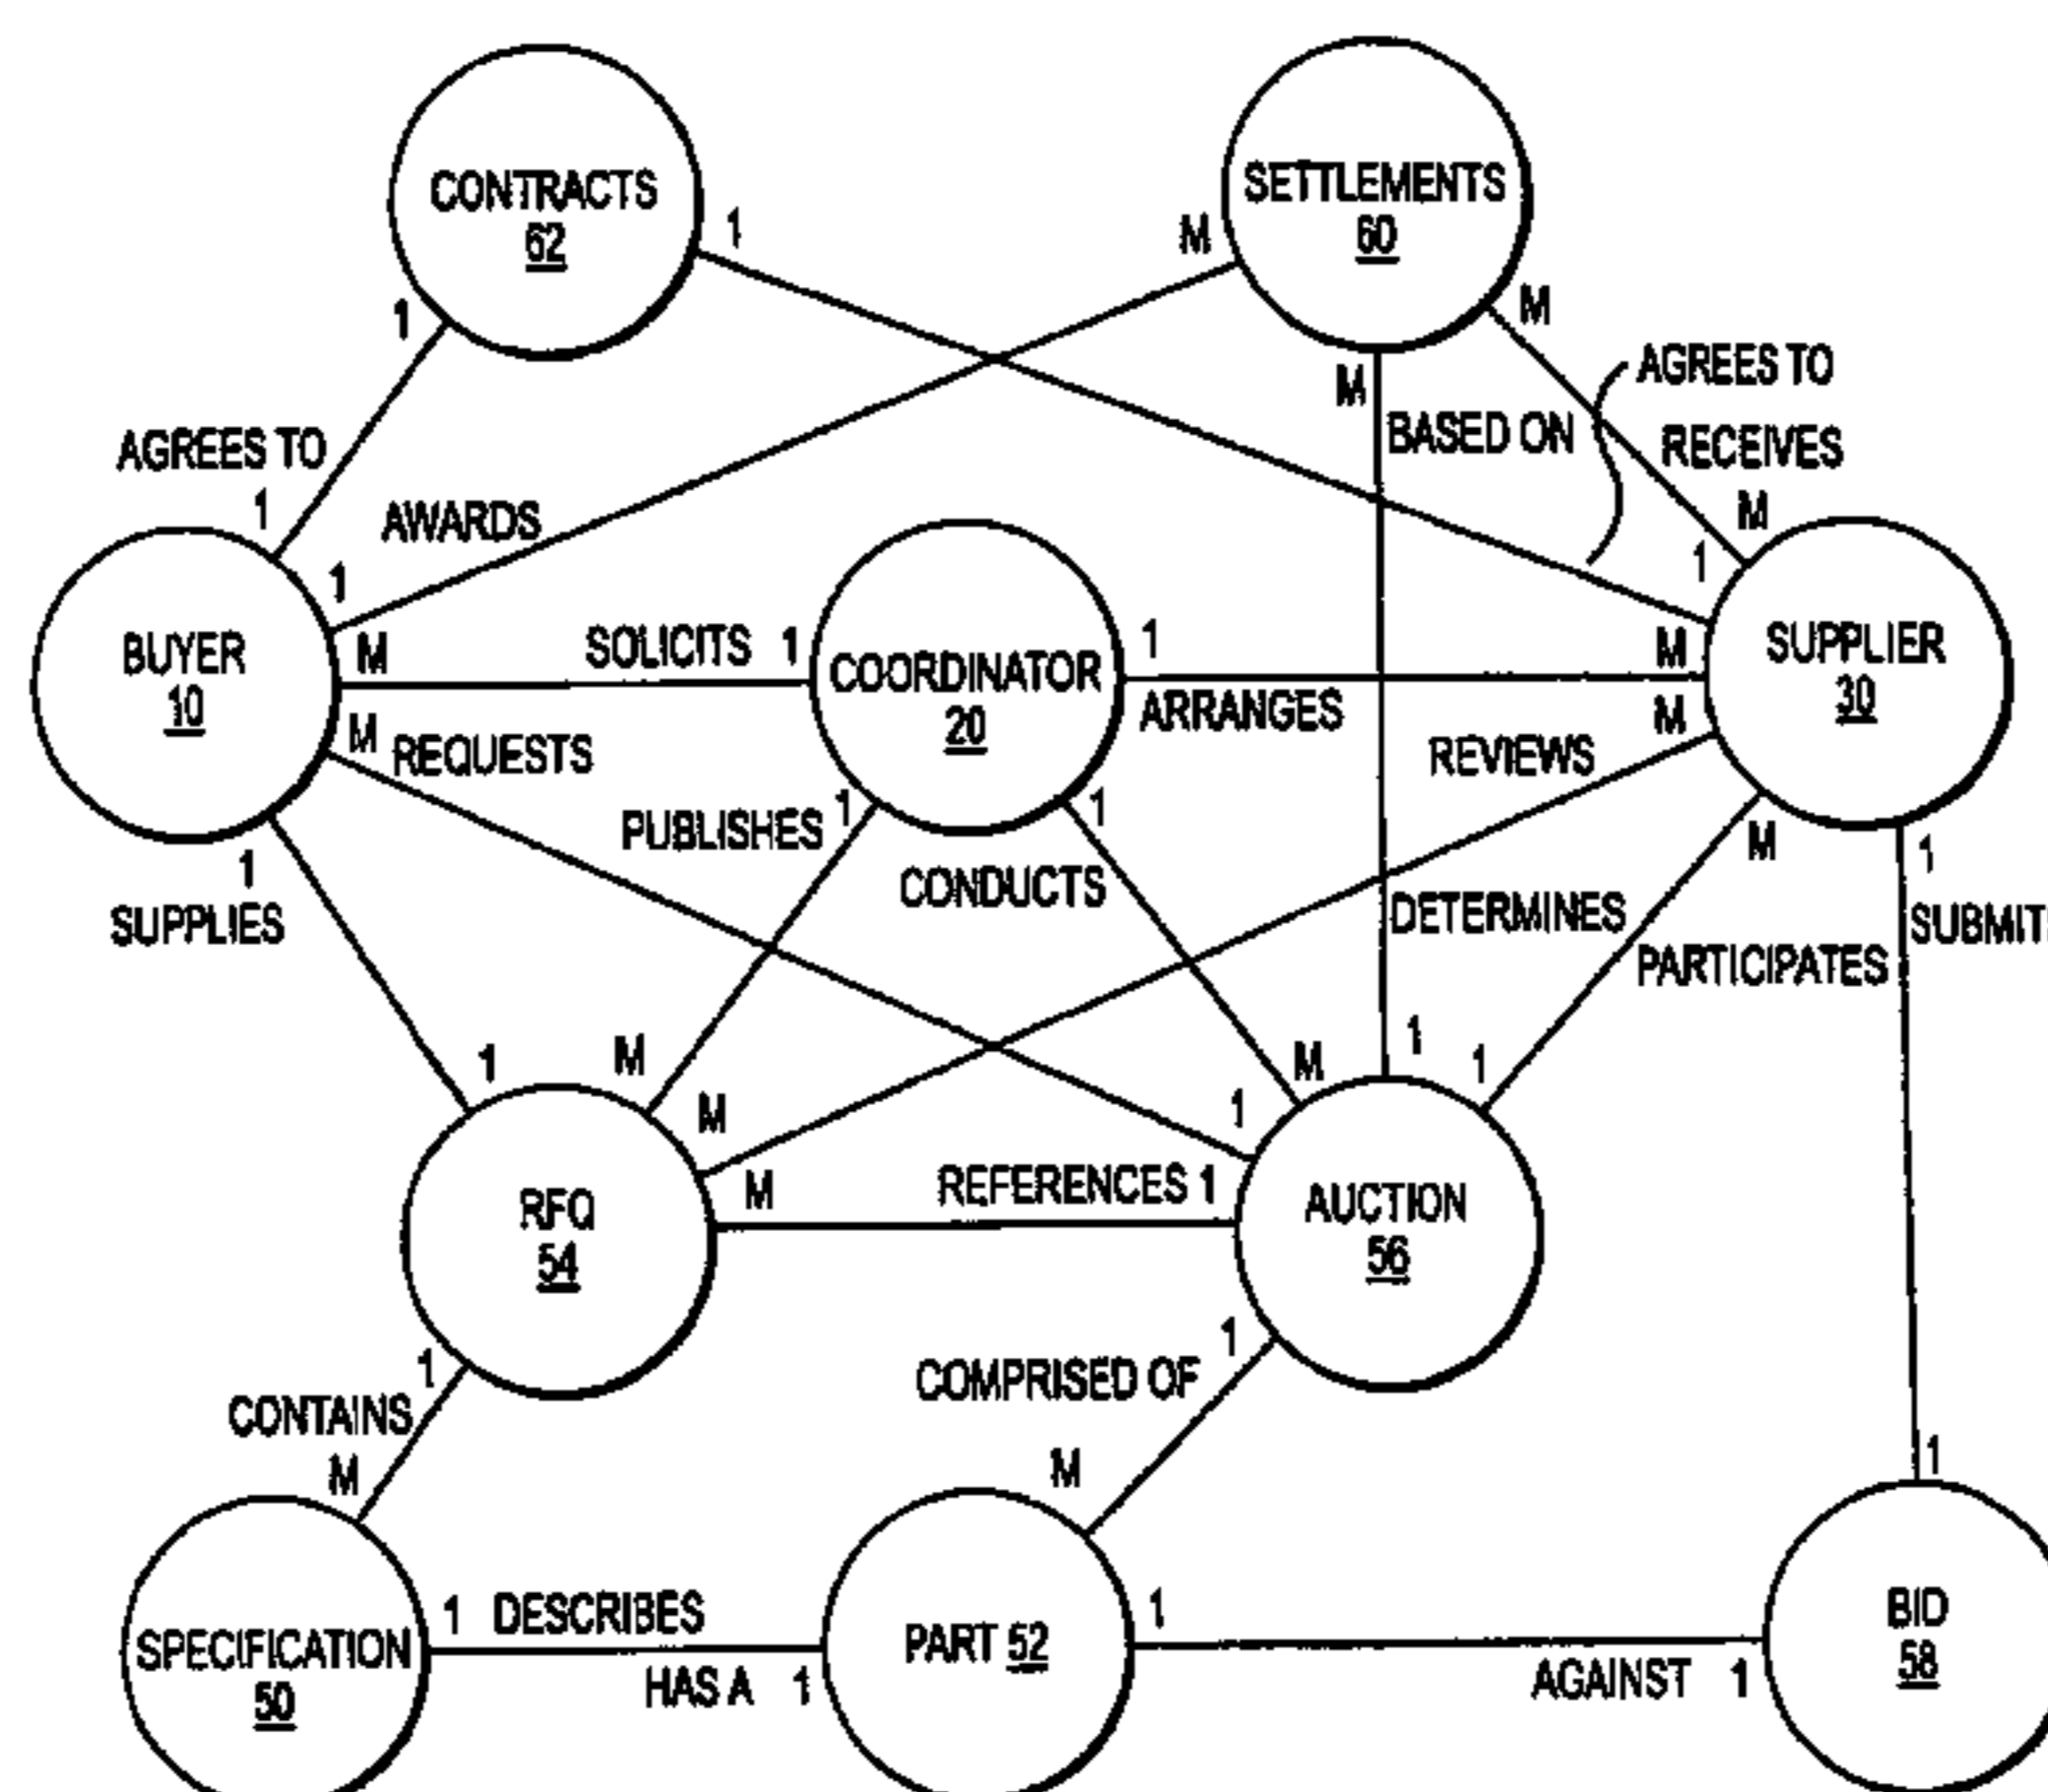 CONTRACTS
62
SETTLEMENTS
60
1
M
1
M
M
AGREES TO
BASED ON
RECEIVES
AGREES TO
1
AWARDS
M
1
1
BUYER
10
M
SOLICITS
1
COORDINATOR
20
1
ARRANGES
M
SUPPLIER
30
M
REQUESTS
M
REVIEWS
PUBLISHES
1
1
M
1
1
CONDUCTS
SUPPLIES
DETERMINES
PARTICIPATES
SUBMIT
1
M
M
1
1
M
1
M
REFERENCES 1
RFQ
54
AUCTION
56
1
1
CONTAINS
COMPRISED OF
M
M
1
SPECIFICATION
50
1
DESCRIBES
HAS A
1
PART 52
1
AGAINST
1
BID
58